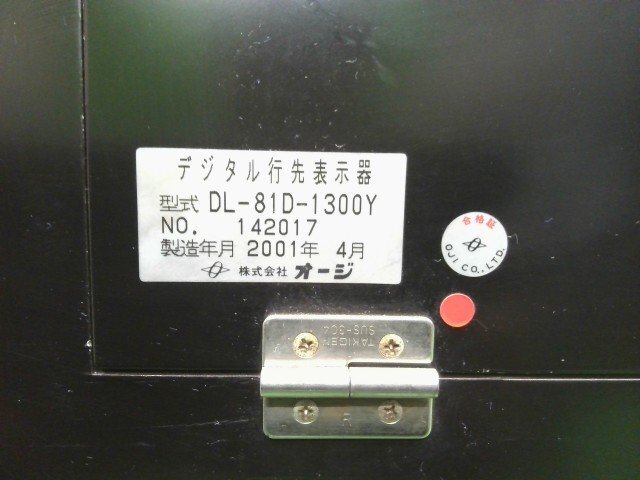 デジタル行先表示器
型式 DL-81D-1300Y
NO. 142017
製造年月 2001年 4月
株式会社 オージ
合格証
OJI CO., LTD.
TAKIGEN
SUS-304